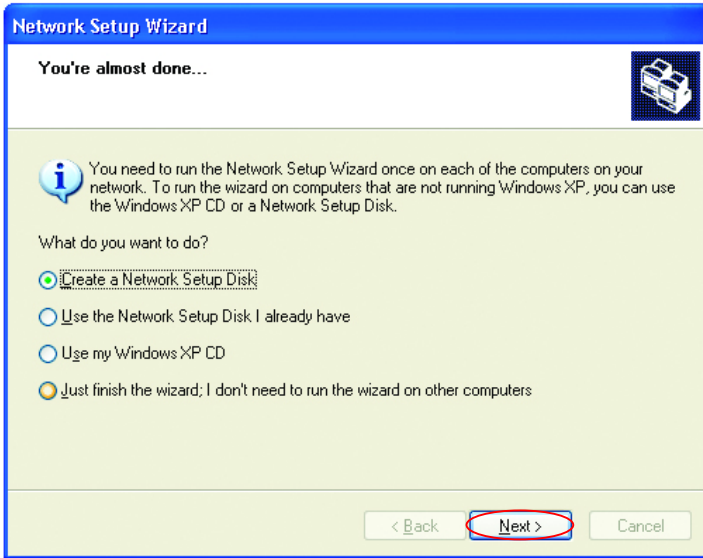 Network Setup Wizard
You're almost done...
You need to run the Network Setup Wizard once on each of the computers on your
network. To run the wizard on computers that are not running Windows XP, you can use
the Windows XP CD or a Network Setup Disk.
What do you want to do?
Create a Network Setup Disk
Use the Network Setup Disk I already have
Use my Windows XP CD
Just finish the wizard; I don't need to run the wizard on other computers
< Back Next > Cancel